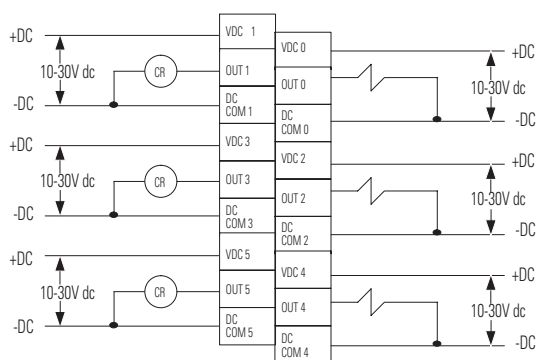 +DC
10-30V dc
-DC
CR
VDC 1
OUT 1
DC
COM 1
VDC 0
OUT 0
DC
COM 0
+DC
10-30V dc
-DC
+DC
10-30V dc
-DC
CR
VDC 3
OUT 3
DC
COM 3
VDC 2
OUT 2
DC
COM 2
+DC
10-30V dc
-DC
+DC
10-30V dc
-DC
CR
VDC 5
OUT 5
DC
COM 5
VDC 4
OUT 4
DC
COM 4
+DC
10-30V dc
-DC